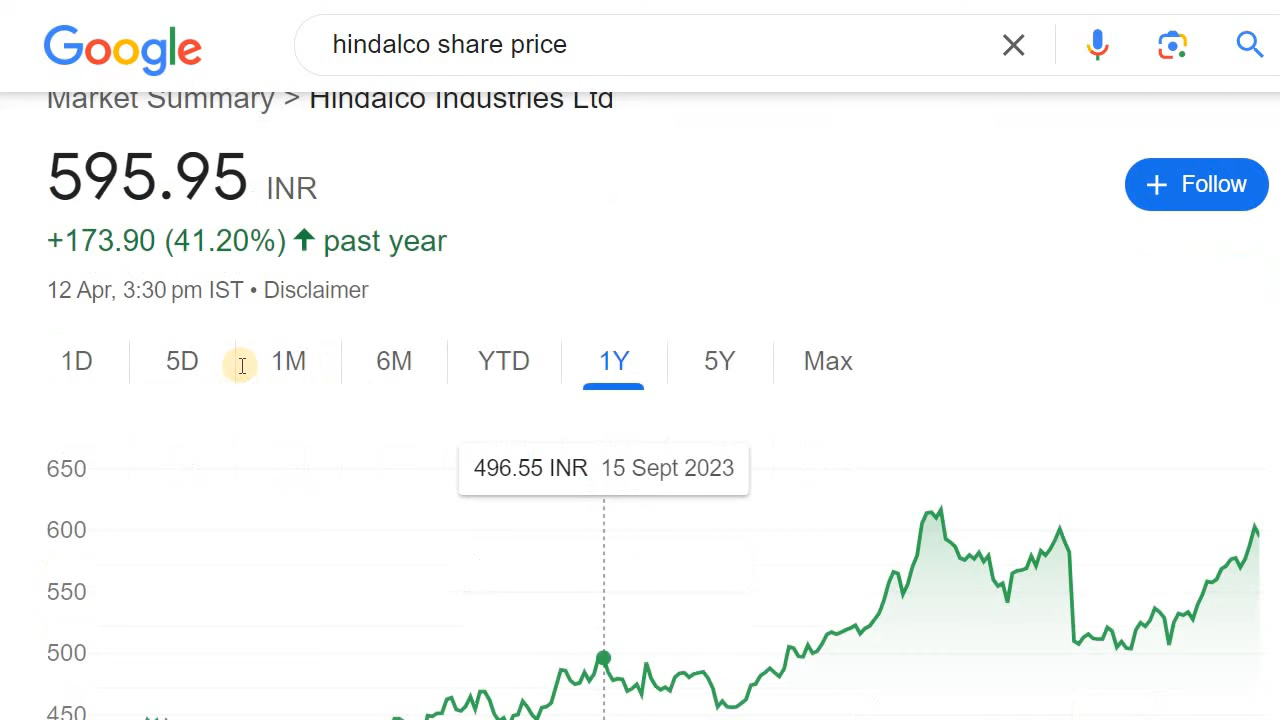 Google
hindalco share price
Market Summary > Hindalco Industries Ltd
595.95 INR
+ Follow
+173.90 (41.20%) ↑ past year
12 Apr, 3:30 pm IST • Disclaimer
1D 5D 1M 6M YTD 1Y 5Y Max
496.55 INR 15 Sept 2023
650
600
550
500
450